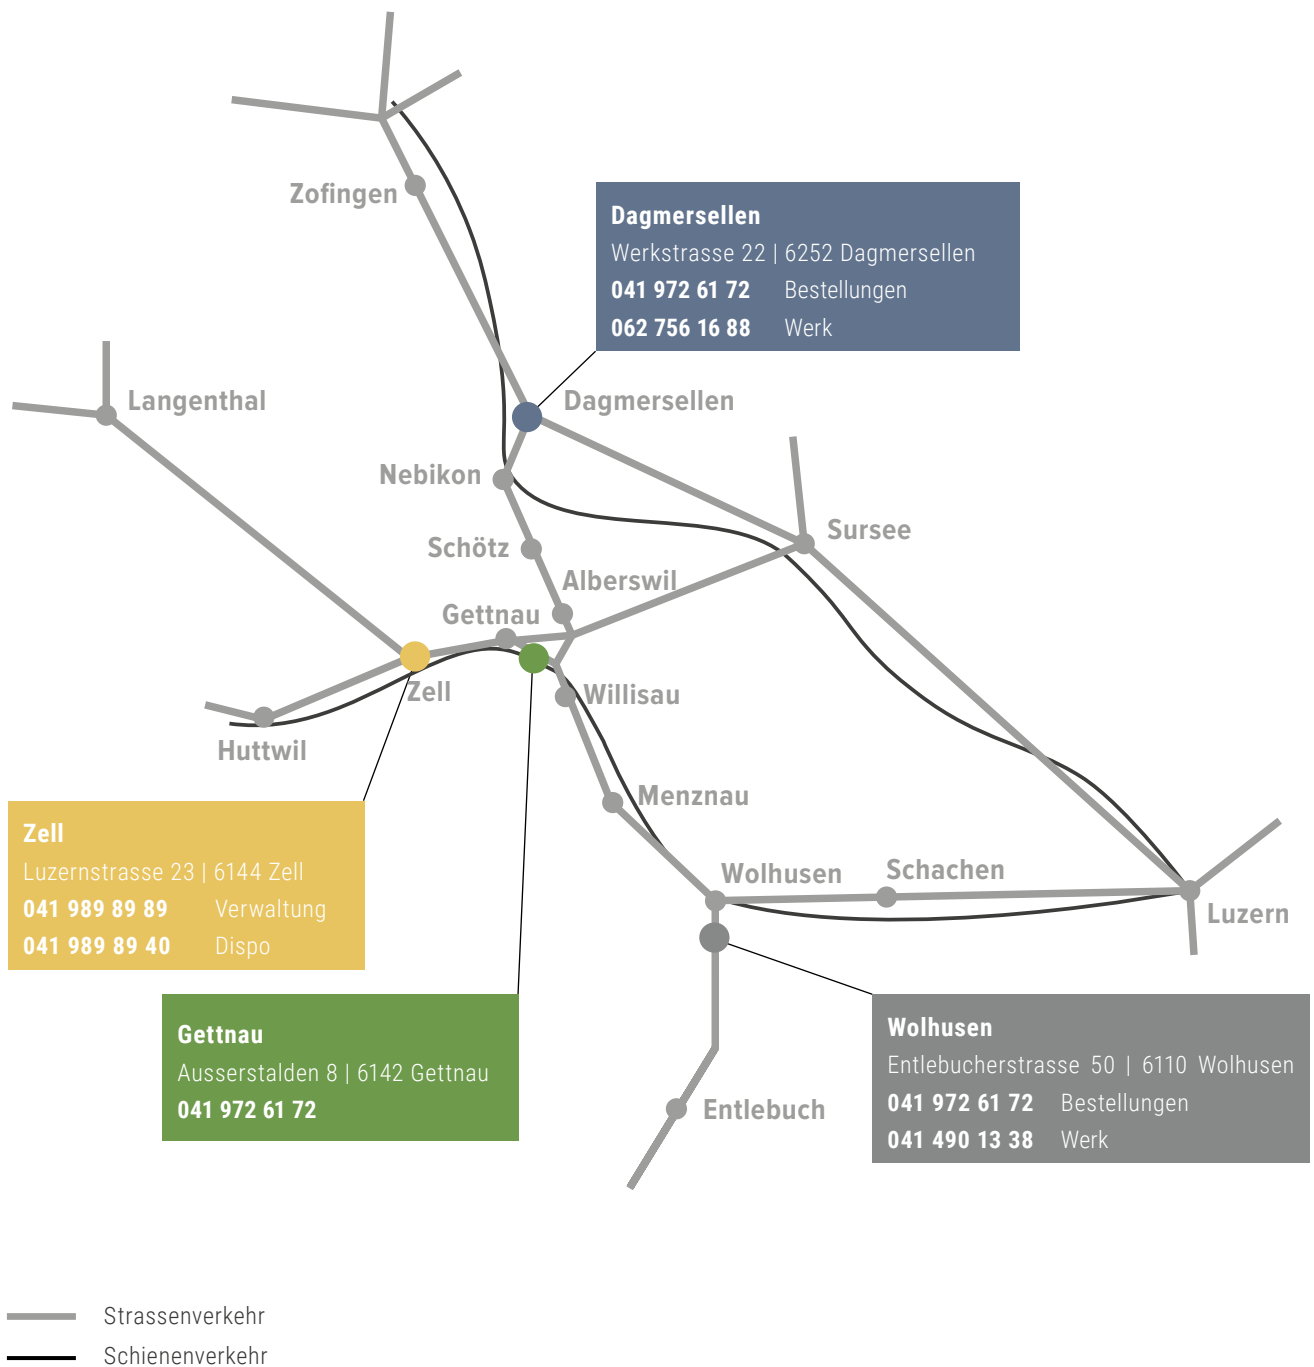 Zofingen
Dagmersellen
Werkstrasse 22 | 6252 Dagmersellen
041 972 61 72 Bestellungen
062 756 16 88 Werk
Langenthal
Dagmersellen
Nebikon
Sursee
Schötz
Alberswil
Gettnau
Zell
Willisau
Huttwil
Menznau
Zell
Luzernstrasse 23 | 6144 Zell
041 989 89 89 Verwaltung
041 989 89 40 Dispo
Wolhusen
Schachen
Luzern
Gettnau
Ausserstalden 8 | 6142 Gettnau
041 972 61 72
Wolhusen
Entlebucherstrasse 50 | 6110 Wolhusen
041 972 61 72 Bestellungen
041 490 13 38 Werk
Entlebuch
Strassenverkehr
Schienenverkehr